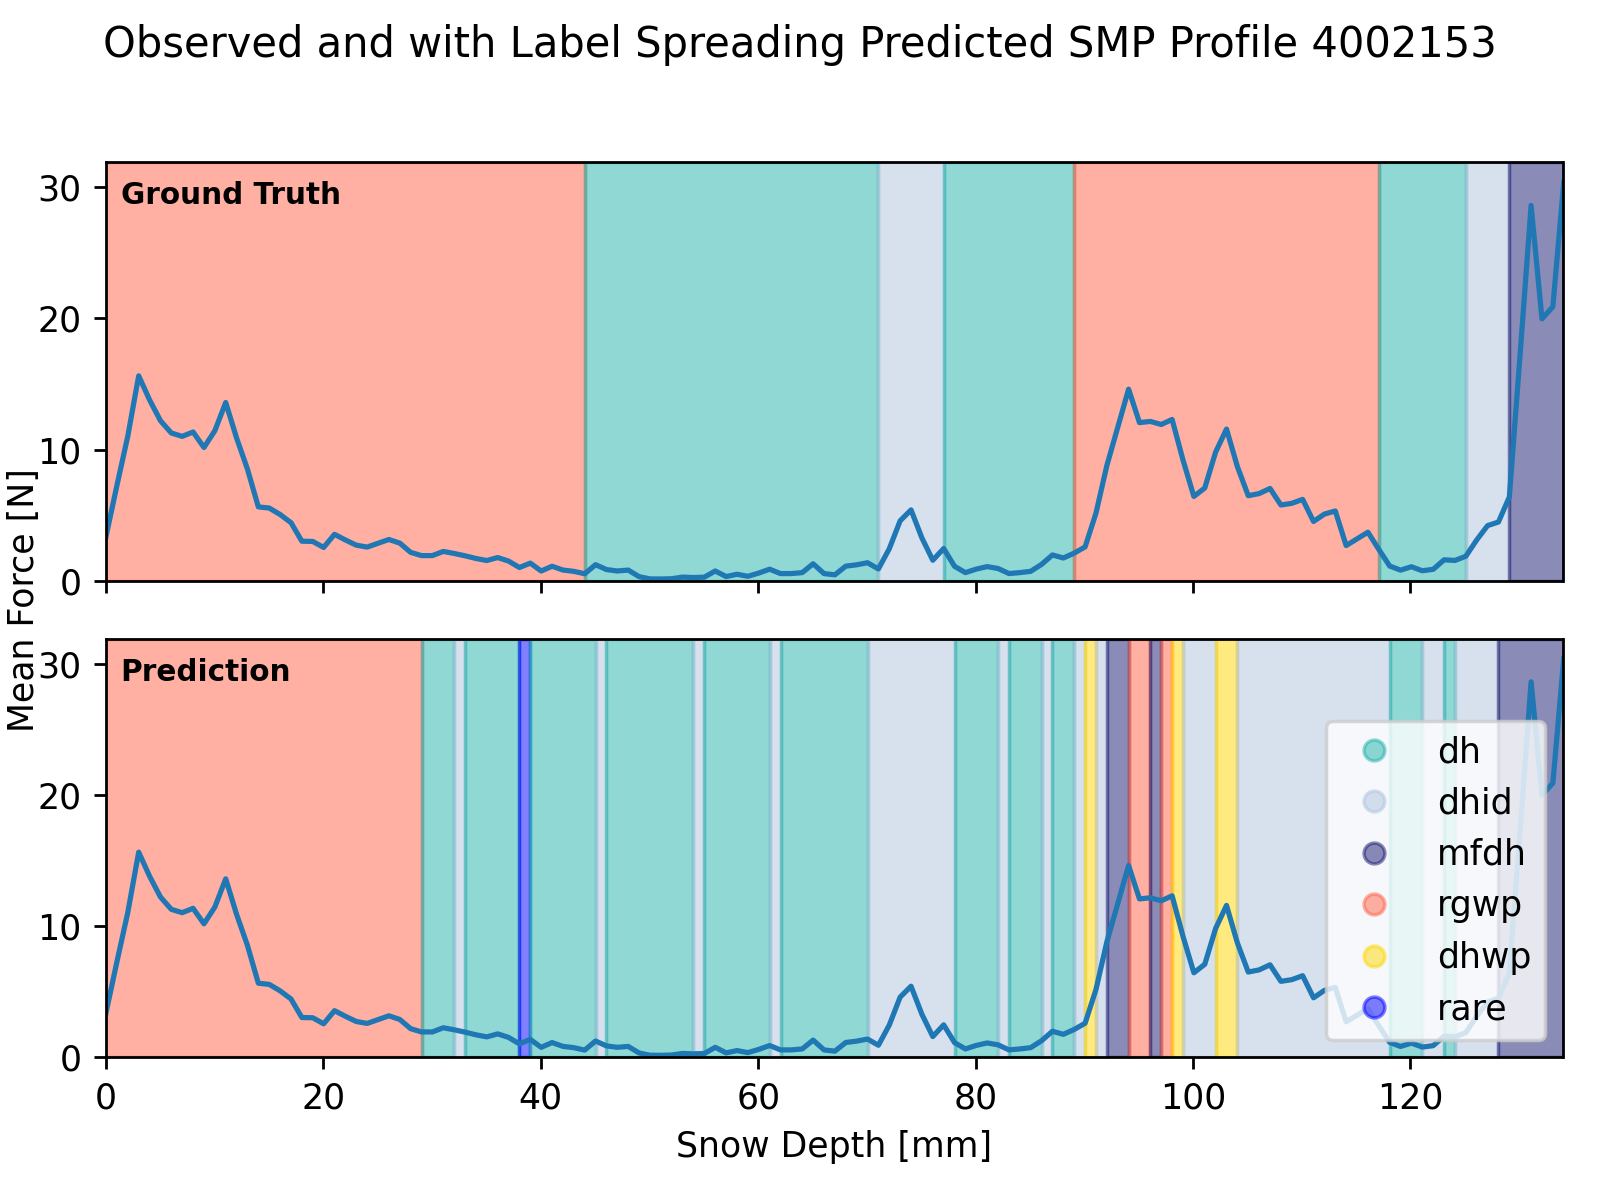 Observed and with Label Spreading Predicted SMP Profile 4002153
Mean Force [N]
30
20
10
0
Ground Truth
30
20
10
0
Prediction
dh
dhid
mfdh
rgwp
dhwp
rare
0 20 40 60 80 100 120
Snow Depth [mm]